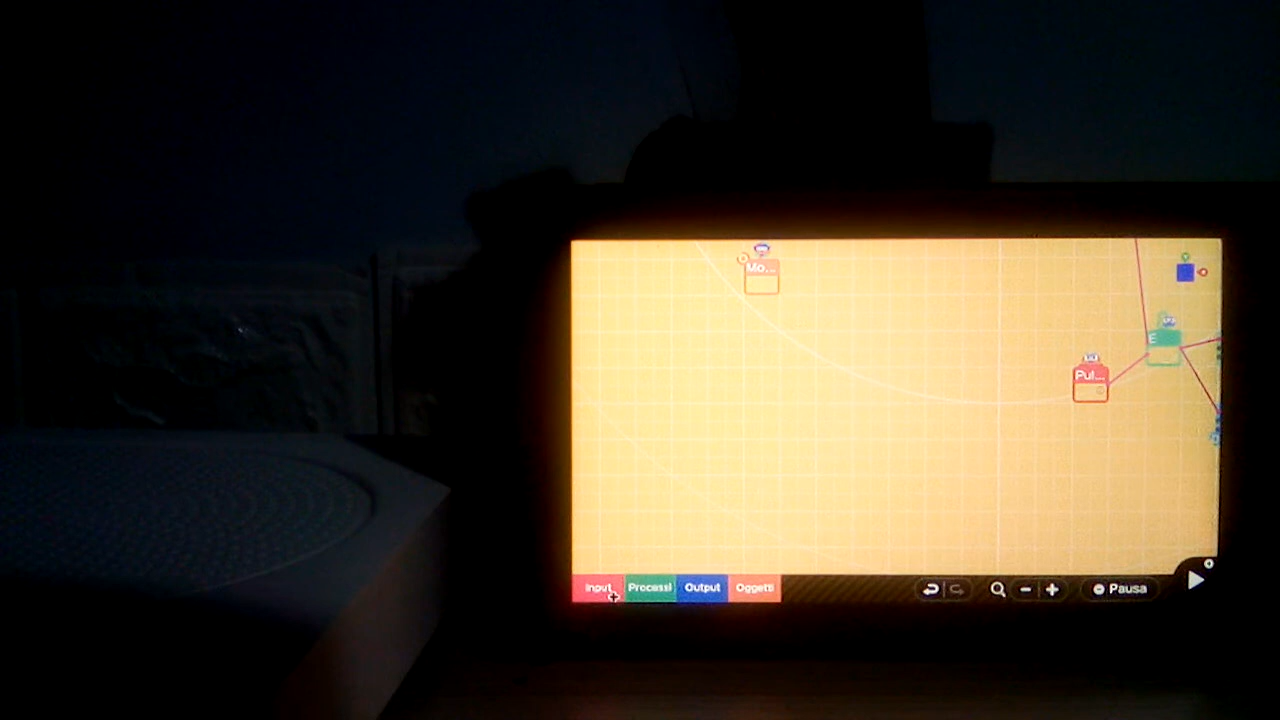 Mo...
E
Pul...
Input
Processi
Output
Oggetti
Pausa